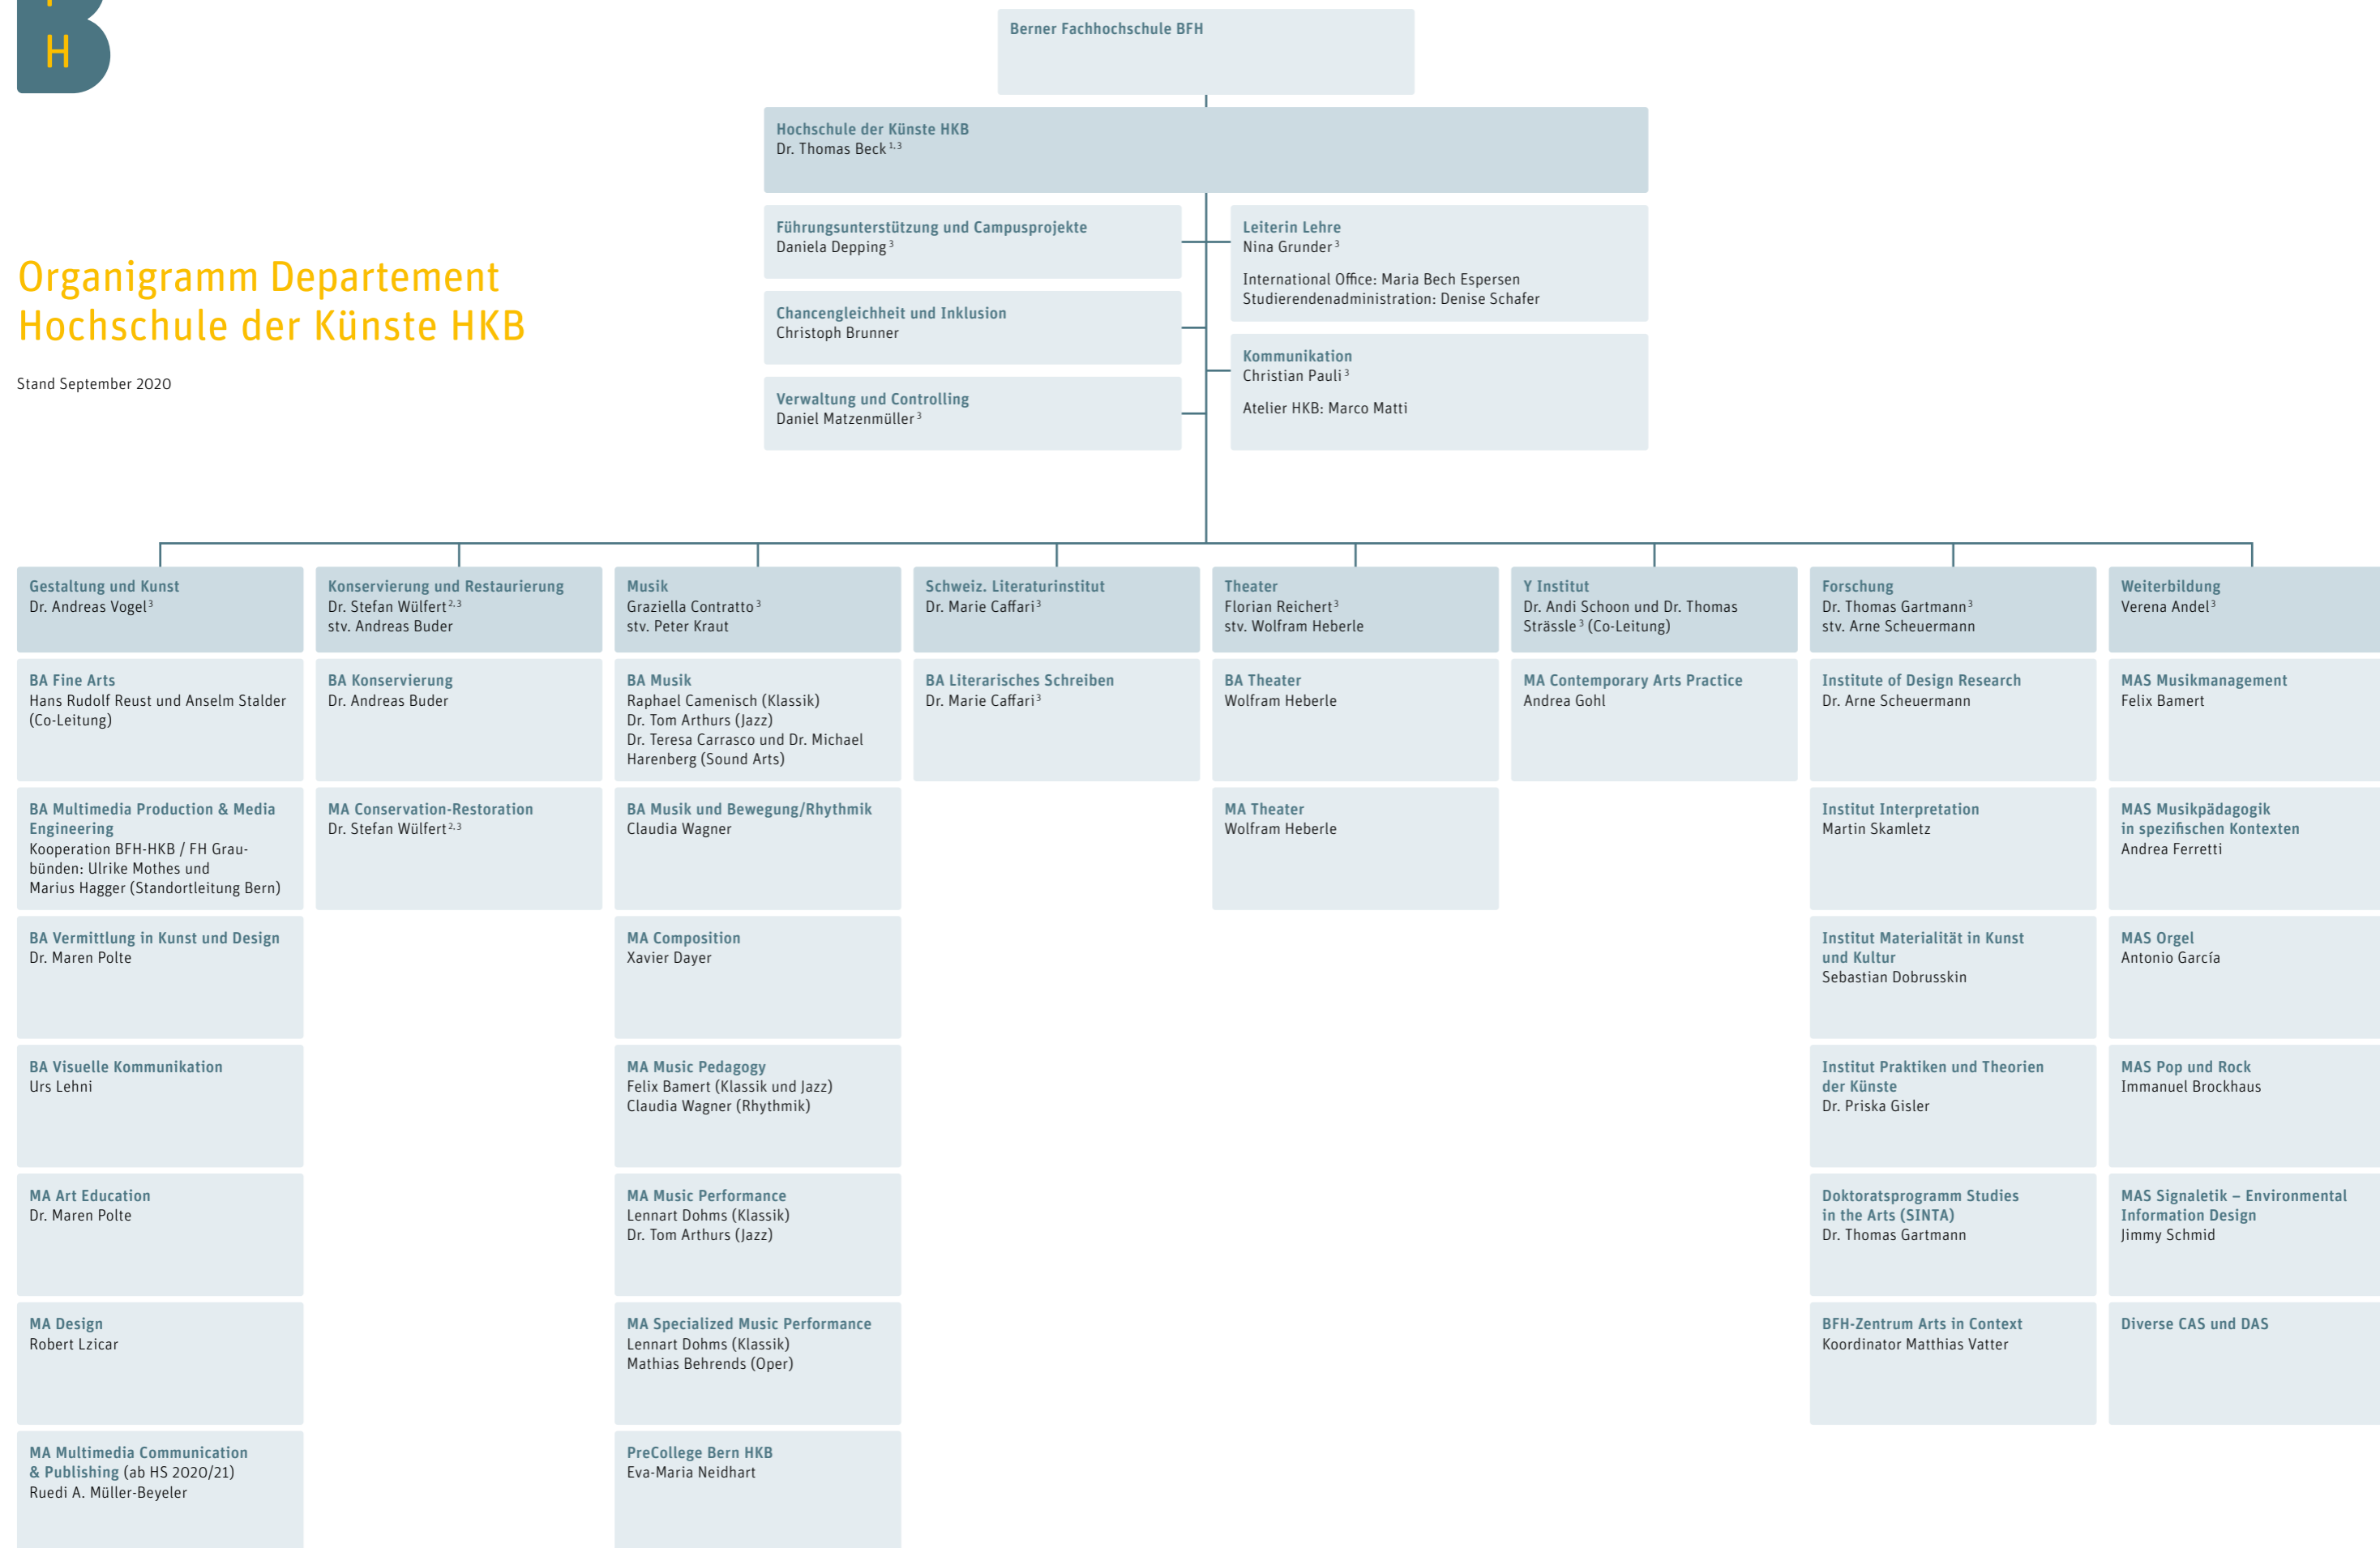 H
Berner Fachhochschule BFH
Hochschule der Künste HKB
Dr. Thomas Beck 1,3
Organigramm Departement
Hochschule der Künste HKB
Stand September 2020
Führungsunterstützung und Campusprojekte
Daniela Depping 3
Chancengleichheit und Inklusion
Christoph Brunner
Verwaltung und Controlling
Daniel Matzenmüller 3
Leiterin Lehre
Nina Grunder 3
International Office: Maria Bech Espersen
Studierendenadministration: Denise Schafer
Kommunikation
Christian Pauli 3
Atelier HKB: Marco Matti
Gestaltung und Kunst
Dr. Andreas Vogel 3
BA Fine Arts
Hans Rudolf Reust und Anselm Stalder
(Co-Leitung)
BA Multimedia Production & Media
Engineering
Kooperation BFH-HKB / FH Grau-
bünden: Ulrike Mothes und
Marius Hagger (Standortleitung Bern)
BA Vermittlung in Kunst und Design
Dr. Maren Polte
BA Visuelle Kommunikation
Urs Lehni
MA Art Education
Dr. Maren Polte
MA Design
Robert Lzicar
MA Multimedia Communication
& Publishing (ab HS 2020/21)
Ruedi A. Müller-Beyeler
Konservierung und Restaurierung
Dr. Stefan Wülfert 2,3
stv. Andreas Buder
BA Konservierung
Dr. Andreas Buder
MA Conservation-Restoration
Dr. Stefan Wülfert 2,3
Musik
Graziella Contratto 3
stv. Peter Kraut
BA Musik
Raphael Camenisch (Klassik)
Dr. Tom Arthurs (Jazz)
Dr. Teresa Carrasco und Dr. Michael
Harenberg (Sound Arts)
BA Musik und Bewegung/Rhythmik
Claudia Wagner
MA Composition
Xavier Dayer
MA Music Pedagogy
Felix Bamert (Klassik und Jazz)
Claudia Wagner (Rhythmik)
MA Music Performance
Lennart Dohms (Klassik)
Dr. Tom Arthurs (Jazz)
MA Specialized Music Performance
Lennart Dohms (Klassik)
Mathias Behrends (Oper)
PreCollege Bern HKB
Eva-Maria Neidhart
Schweiz. Literaturinstitut
Dr. Marie Caffari 3
BA Literarisches Schreiben
Dr. Marie Caffari 3
Theater
Florian Reichert 3
stv. Wolfram Heberle
BA Theater
Wolfram Heberle
MA Theater
Wolfram Heberle
Y Institut
Dr. Andi Schoon und Dr. Thomas
Strässle 3 (Co-Leitung)
MA Contemporary Arts Practice
Andrea Gohl
Forschung
Dr. Thomas Gartmann 3
stv. Arne Scheuermann
Institute of Design Research
Dr. Arne Scheuermann
Institut Interpretation
Martin Skamletz
Institut Materialität in Kunst
und Kultur
Sebastian Dobrusskin
Institut Praktiken und Theorien
der Künste
Dr. Priska Gisler
Doktoratsprogramm Studies
in the Arts (SINTA)
Dr. Thomas Gartmann
BFH-Zentrum Arts in Context
Koordinator Matthias Vatter
Weiterbildung
Verena Andel 3
MAS Musikmanagement
Felix Bamert
MAS Musikpädagogik
in spezifischen Kontexten
Andrea Ferretti
MAS Orgel
Antonio García
MAS Pop und Rock
Immanuel Brockhaus
MAS Signaletik – Environmental
Information Design
Jimmy Schmid
Diverse CAS und DAS